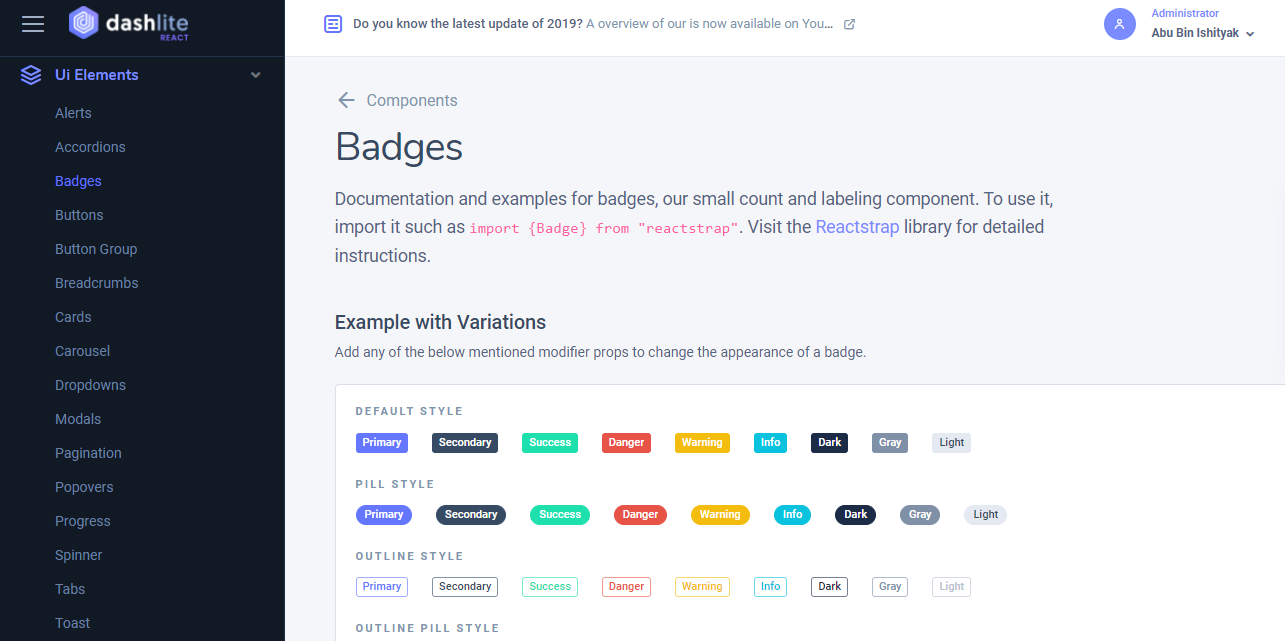 dashlite
REACT
Ui Elements
Alerts
Accordions
Badges
Buttons
Button Group
Breadcrumbs
Cards
Carousel
Dropdowns
Modals
Pagination
Popovers
Progress
Spinner
Tabs
Toast
Do you know the latest update of 2019? A overview of our is now available on You...
Administrator
Abu Bin Ishityak
Components
Badges
Documentation and examples for badges, our small count and labeling component. To use it,
import it such as import {Badge} from "reactstrap". Visit the Reactstrap library for detailed
instructions.
Example with Variations
Add any of the below mentioned modifier props to change the appearance of a badge.
DEFAULT STYLE
Primary Secondary Success Danger Warning Info Dark Gray Light
PILL STYLE
Primary Secondary Success Danger Warning Info Dark Gray Light
OUTLINE STYLE
Primary Secondary Success Danger Warning Info Dark Gray Light
OUTLINE PILL STYLE